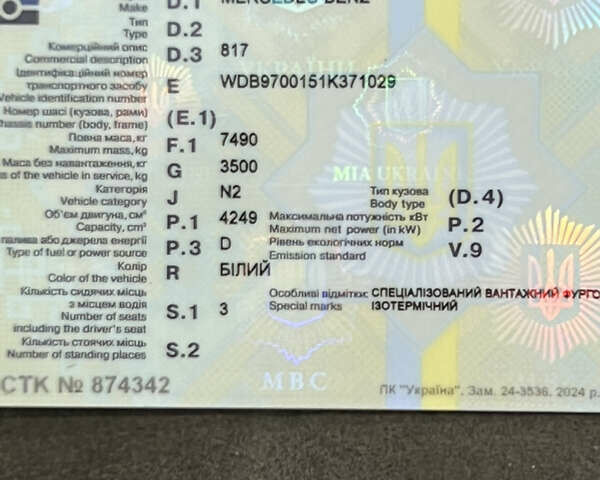 Make D.1 MERCEDES-BENZ
Тип
Type D.2
Комерційний опис
Commercial description D.3 817
Ідентифікаційний номер
транспортного засобу E WDB9700151K371029
Vehicle identification number
Номер шасі (кузова, рами)
chassis number (body, frame) (E.1)
Повна маса, кг
Maximum mass, kg F.1 7490
Маса без навантаження, кг G 3500
s of the vehicle in service, kg MIA UKRAINE
Категорія
Vehicle category J N2 Тип кузова
Body type (D.4)
Об'єм двигуна, см³
Capacity, cm³ P.1 4249 Максимальна потужність кВт
Maximum net power (in kW) P.2
палива або джерела енергії
Type of fuel or power source P.3 D Рівень екологічних норм
Emission standard V.9
Колір
Color of the vehicle R БІЛИЙ
Кількість сидячих місць
з місцем водія
Number of seats
including the driver's seat S.1 3 Особливі відмітки: СПЕЦІАЛІЗОВАНИЙ ВАНТАЖНИЙ ФУРГО
Special marks ІЗОТЕРМІЧНИЙ
Кількість стоячих місць
Number of standing places S.2
СТК № 874342 МВС
ПК "Україна". Зам. 24-3536. 2024 р.